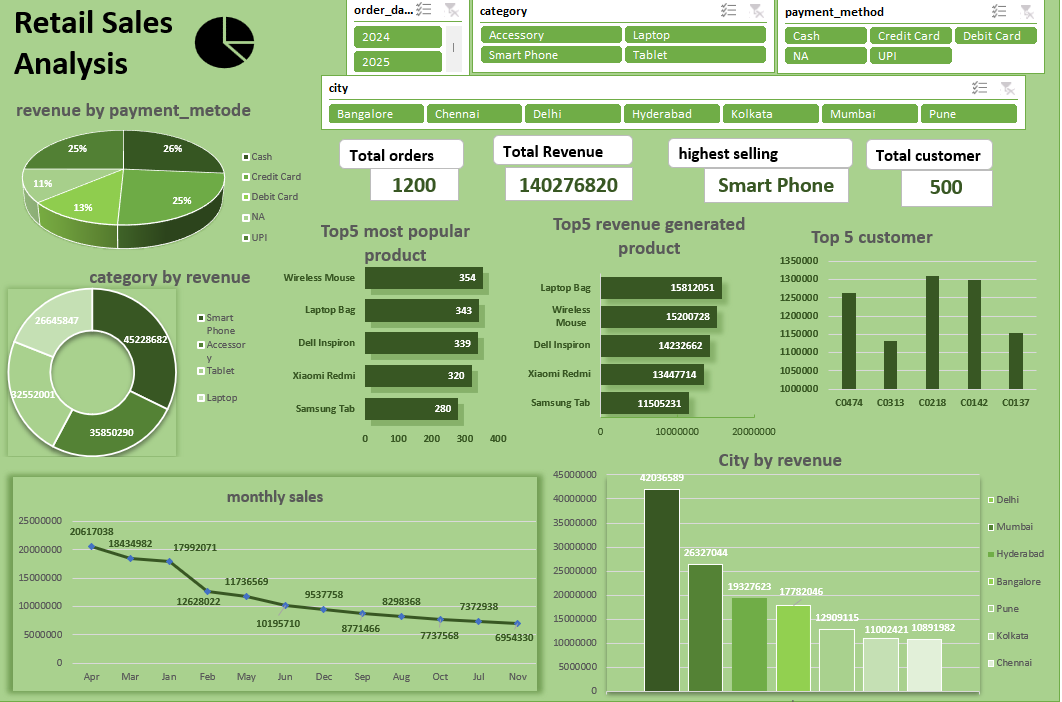 Retail Sales
Analysis
order_da...
2024
2025
category
Accessory
Laptop
Smart Phone
Tablet
payment_method
Cash
Credit Card
Debit Card
NA
UPI
city
Bangalore
Chennai
Delhi
Hyderabad
Kolkata
Mumbai
Pune
revenue by payment_metode
25%
26%
11%
13%
25%
Cash
Credit Card
Debit Card
NA
UPI
Total orders
1200
Total Revenue
140276820
highest selling
Smart Phone
Total customer
500
category by revenue
26645847
45228682
32552001
35850290
Smart
Phone
Accessor
y
Tablet
Laptop
Top5 most popular
product
Wireless Mouse
354
Laptop Bag
343
Dell Inspiron
339
Xiaomi Redmi
320
Samsung Tab
280
0 100 200 300 400
Top5 revenue generated
product
Laptop Bag
15812051
Wireless
Mouse
15200728
Dell Inspiron
14232662
Xiaomi Redmi
13447714
Samsung Tab
11505231
0 10000000 20000000
Top 5 customer
1350000
1300000
1250000
1200000
1150000
1100000
1050000
1000000
C0474 C0313 C0218 C0142 C0137
monthly sales
25000000
20000000
15000000
10000000
5000000
0
20617038
18434982
17992071
12628022
11736569
10195710
9537758
8771466
8298368
7737568
7372938
6954330
Apr Mar Jan Feb May Jun Dec Sep Aug Oct Jul Nov
City by revenue
45000000
40000000
35000000
30000000
25000000
20000000
15000000
10000000
5000000
0
42036589
26327044
19327623
17782046
12909115
11002421
10891982
Delhi
Mumbai
Hyderabad
Bangalore
Pune
Kolkata
Chennai